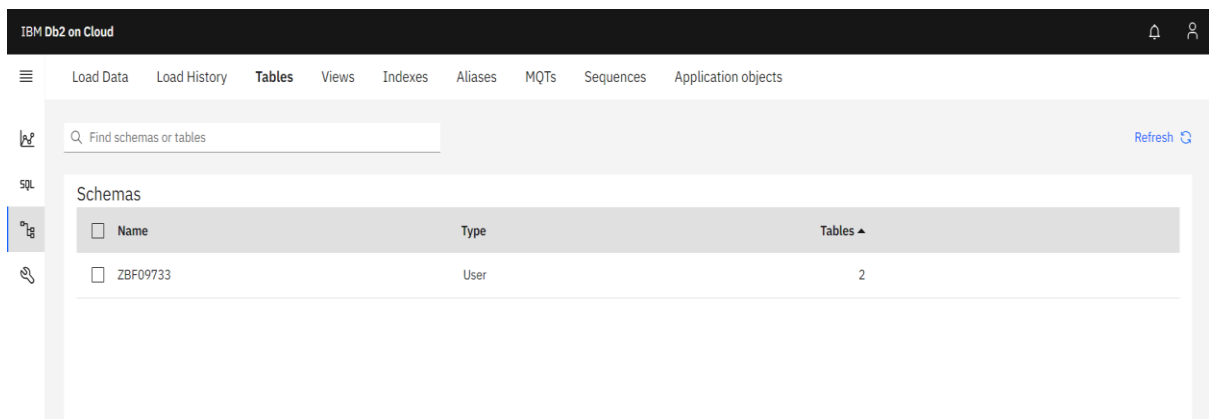 IBM Db2 on Cloud
Load Data Load History Tables Views Indexes Aliases MQTs Sequences Application objects
Find schemas or tables
Refresh
SQL
Schemas
Name Type Tables
ZBF09733 User 2